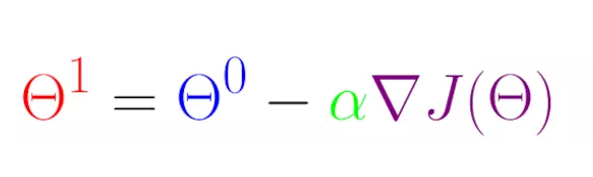 Θ¹ = Θ⁰ − α∇J(Θ)